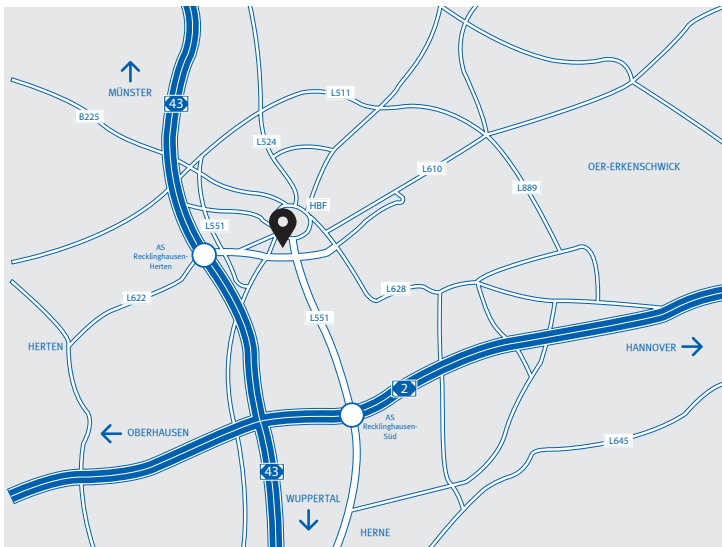 MÜNSTER
43
L511
B225
L524
OER-ERKENSCHWICK
L610
L889
HBF
L551
AS
Recklinghausen-
Herten
L628
L622
L551
HERTEN
HANNOVER
2
AS
Recklinghausen-
Süd
OBERHAUSEN
L645
43
WUPPERTAL
HERNE